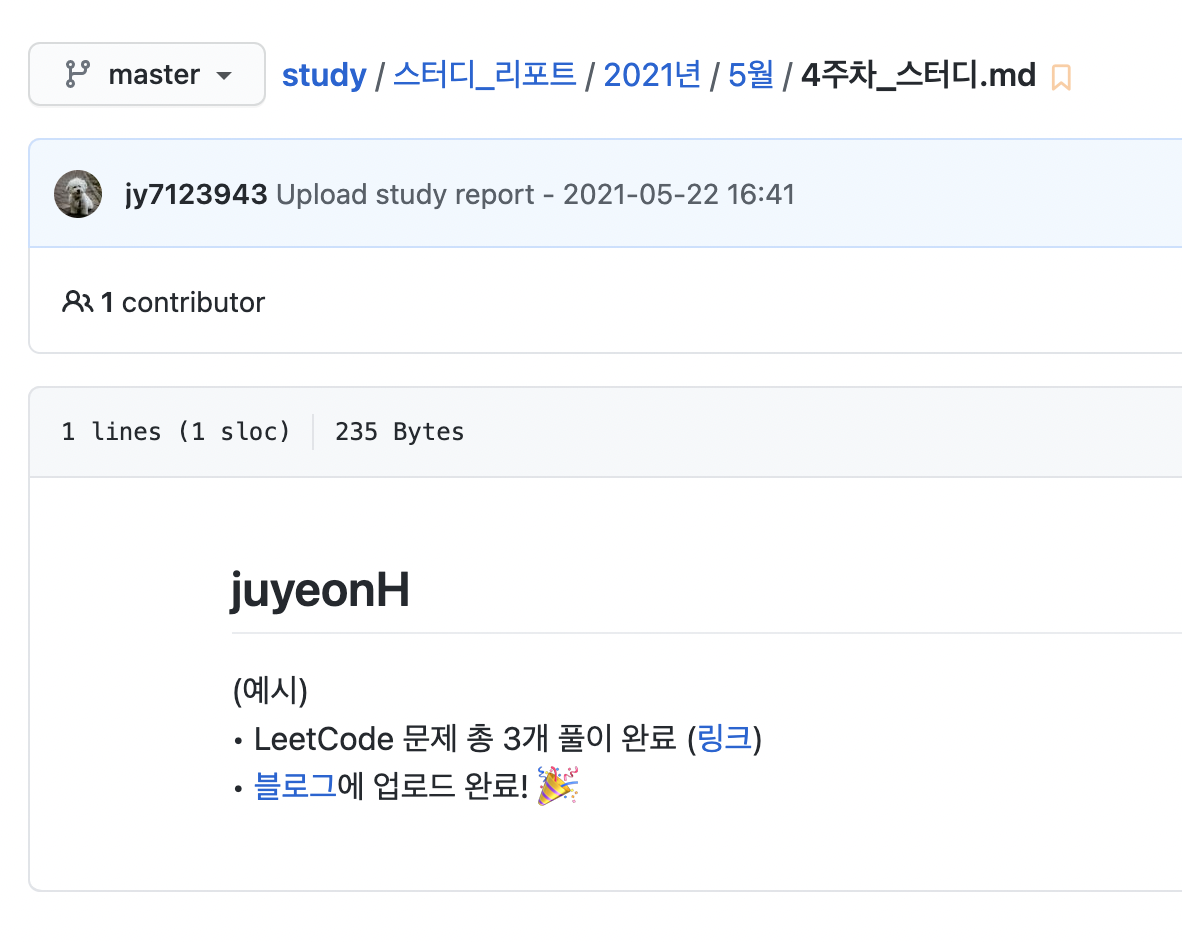 master study / 스터디_리포트 / 2021년 / 5월 / 4주차_스터디.md
jy7123943 Upload study report - 2021-05-22 16:41
1 contributor
1 lines (1 sloc) 235 Bytes
juyeonH
(예시)
• LeetCode 문제 총 3개 풀이 완료 (링크)
• 블로그에 업로드 완료! 🎉